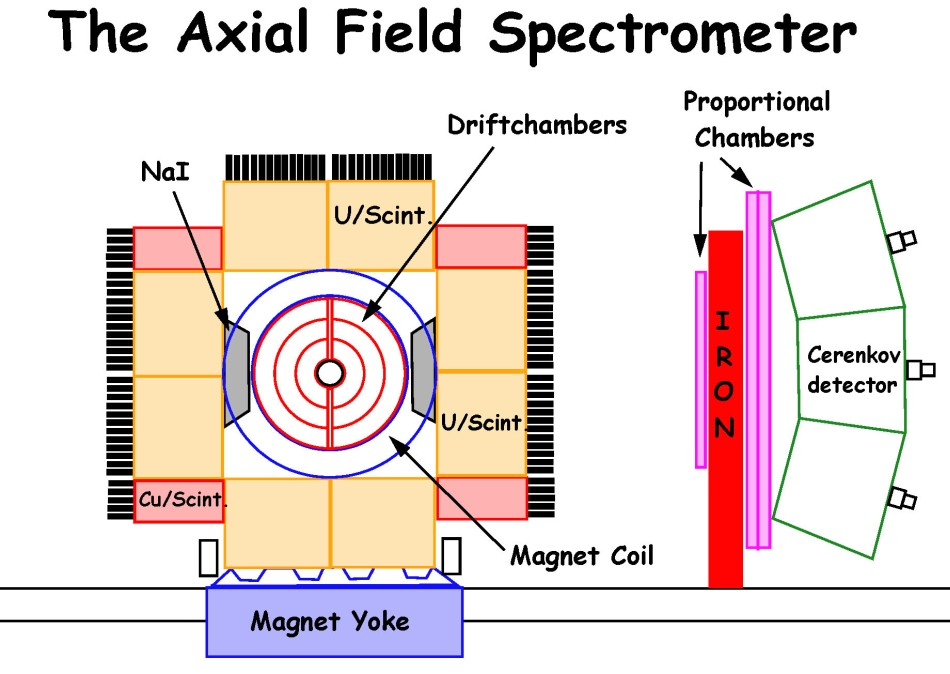 The Axial Field Spectrometer
Proportional
Chambers
Driftchambers
NaI
U/Scint.
I
R
O
N
Cerenkov
detector
U/Scint.
Cu/Scint.
Magnet Coil
Magnet Yoke